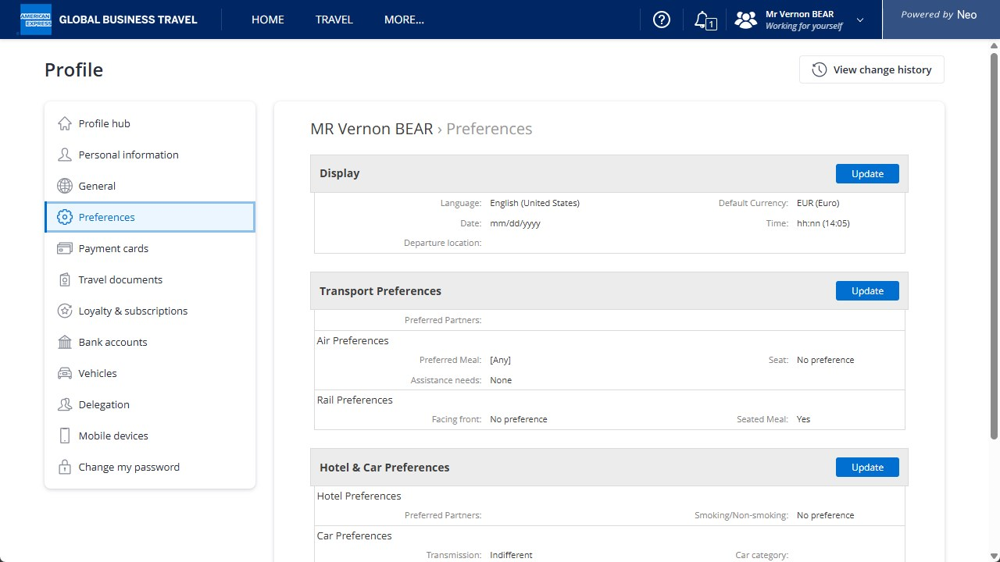 AMERICAN EXPRESS
GLOBAL BUSINESS TRAVEL
HOME
TRAVEL
MORE...
1
Mr Vernon BEAR
Working for yourself
Powered by Neo
Profile
View change history
Profile hub
Personal information
General
Preferences
Payment cards
Travel documents
Loyalty & subscriptions
Bank accounts
Vehicles
Delegation
Mobile devices
Change my password
MR Vernon BEAR › Preferences
Display
Update
Language: English (United States)
Default Currency: EUR (Euro)
Date: mm/dd/yyyy
Time: hh:nn (14:05)
Departure location:
Transport Preferences
Update
Preferred Partners:
Air Preferences
Preferred Meal: [Any]
Seat: No preference
Assistance needs: None
Rail Preferences
Facing front: No preference
Seated Meal: Yes
Hotel & Car Preferences
Update
Hotel Preferences
Preferred Partners:
Smoking/Non-smoking: No preference
Car Preferences
Transmission: Indifferent
Car category: